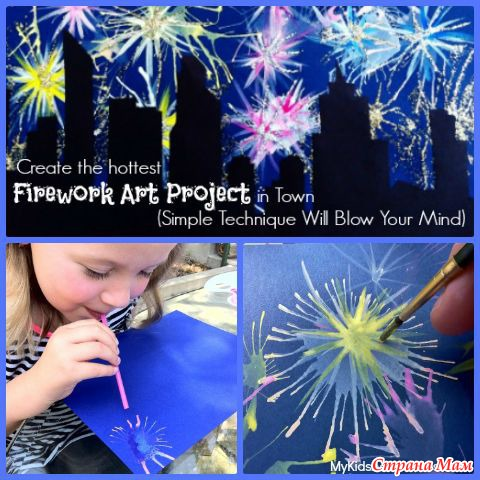 Create the hottest
Firework Art Project in Town
(Simple Technique Will Blow Your Mind)
MyKids
Страна Мам